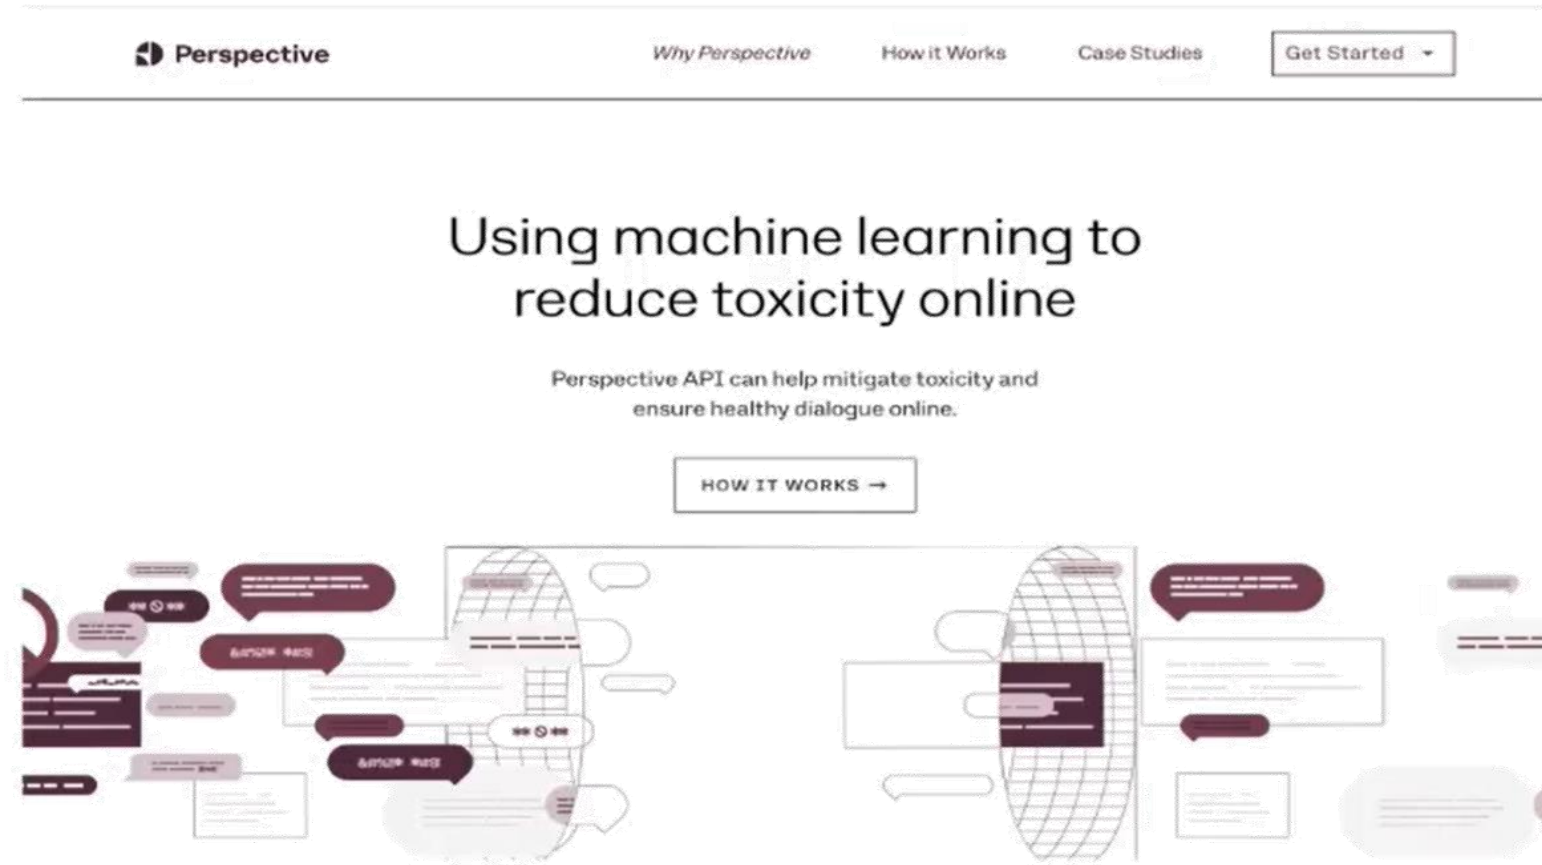 Perspective
Why Perspective
How it Works
Case Studies
Get Started
Using machine learning to
reduce toxicity online
Perspective API can help mitigate toxicity and
ensure healthy dialogue online.
HOW IT WORKS →